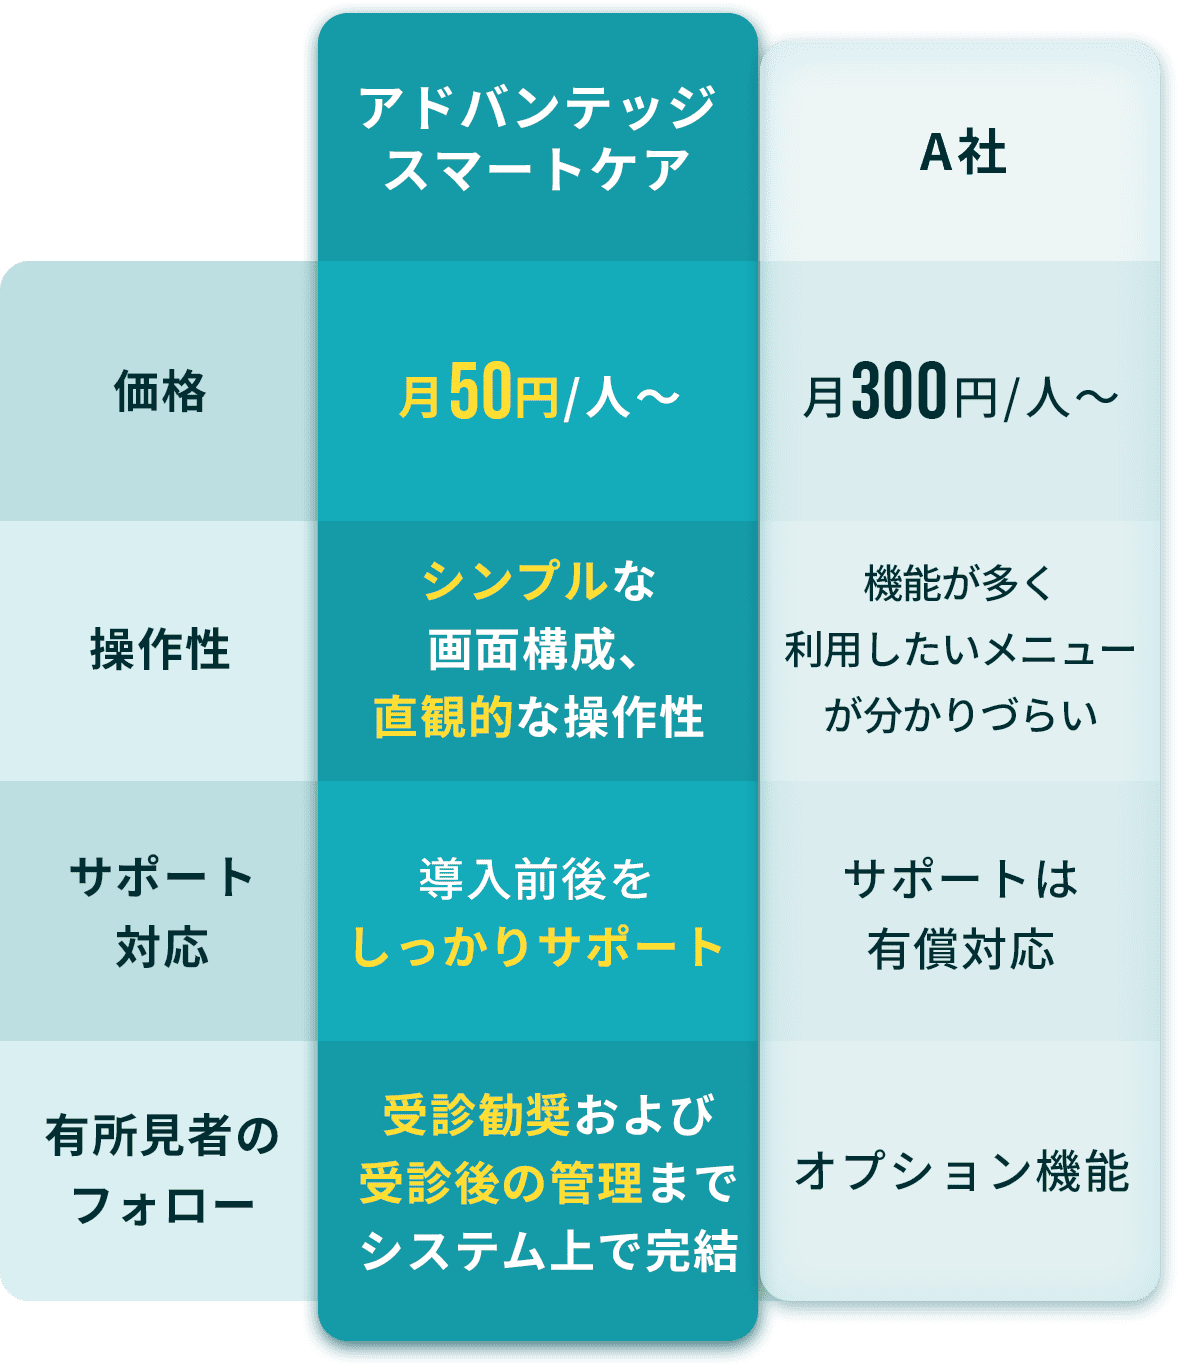 アドバンテッジ
スマートケア
A社
価格
月50円/人～
月300円/人～
操作性
シンプルな
画面構成、
直観的な操作性
機能が多く
利用したいメニュー
が分かりづらい
サポート
対応
導入前後を
しっかりサポート
サポートは
有償対応
有所見者の
フォロー
受診勧奨および
受診後の管理まで
システム上で完結
オプション機能